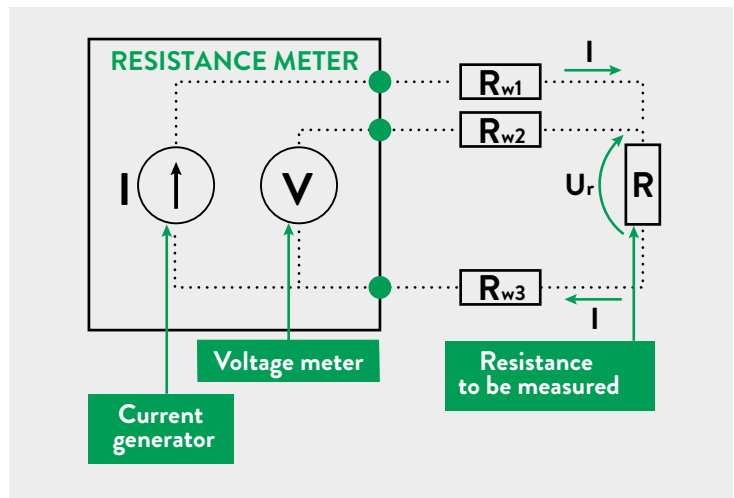 RESISTANCE METER
I
Rw1
Rw2
I
V
Ur
R
Rw3
I
Voltage meter
Resistance
to be measured
Current
generator